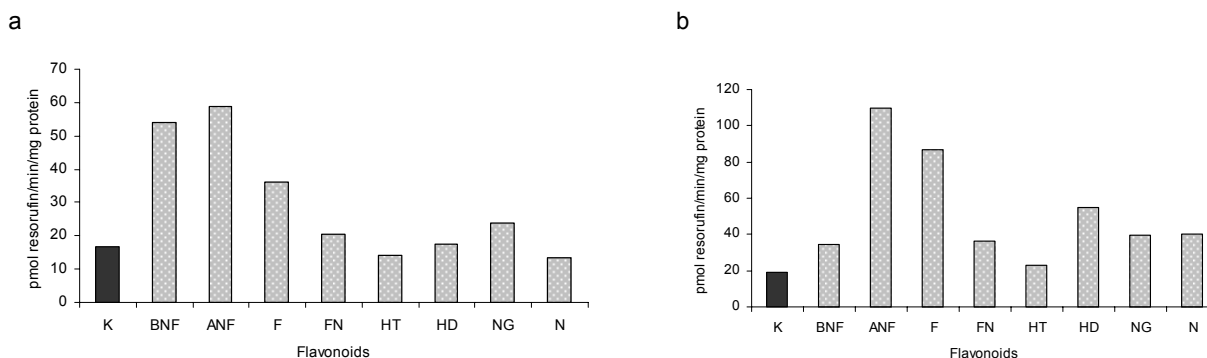 a
pmol resorufin/min/mg protein
70
60
50
40
30
20
10
0
K BNF ANF F FN HT HD NG N
Flavonoids
b
pmol resorufin/min/mg protein
120
100
80
60
40
20
0
K BNF ANF F FN HT HD NG N
Flavonoids